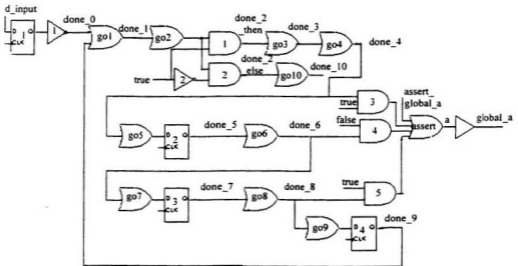 d_input
done_0
D 1 Q
CLK
1
go1
done_1
go2
done_2
_then
1
go3
done_3
go4
done_4
true
2
2
done_2
else
go10
done_10
true
3
assert_
global_a
go5
D 2 Q
CLK
done_5
go6
done_6
false
4
assert
a
global_a
go7
D 3 Q
CLK
done_7
go8
done_8
true
5
go9
D 4 Q
CLK
done_9